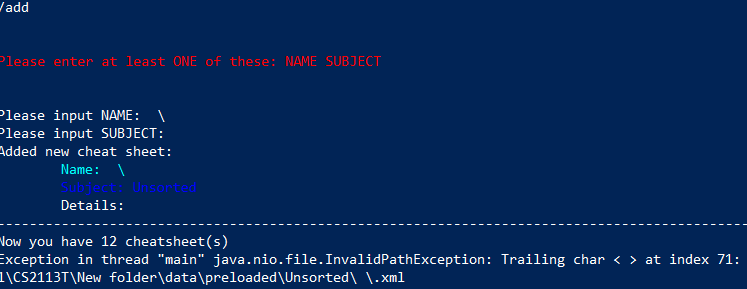 /add
Please enter at least ONE of these: NAME SUBJECT
Please input NAME:  \
Please input SUBJECT:
Added new cheat sheet:
Name:  \
Subject: Unsorted
Details:
--------------------------------------------------------------------------------------------
Now you have 12 cheatsheet(s)
Exception in thread "main" java.nio.file.InvalidPathException: Trailing char < > at index 71:
l\CS2113T\New folder\data\preloaded\Unsorted\ \.xml